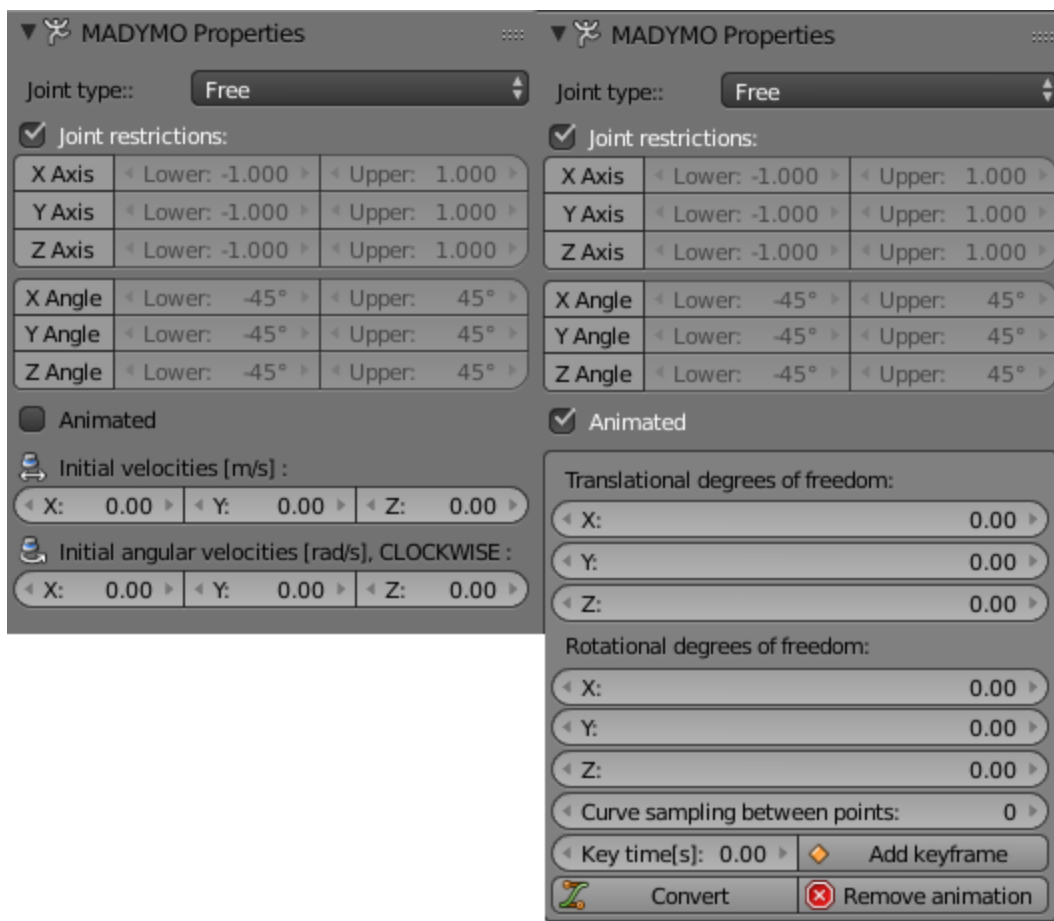 MADYMO Properties
Joint type:: Free
Joint restrictions:
X Axis Lower: -1.000 Upper: 1.000
Y Axis Lower: -1.000 Upper: 1.000
Z Axis Lower: -1.000 Upper: 1.000
X Angle Lower: -45° Upper: 45°
Y Angle Lower: -45° Upper: 45°
Z Angle Lower: -45° Upper: 45°
Animated
Initial velocities [m/s] :
X: 0.00 Y: 0.00 Z: 0.00
Initial angular velocities [rad/s], CLOCKWISE :
X: 0.00 Y: 0.00 Z: 0.00
MADYMO Properties
Joint type:: Free
Joint restrictions:
X Axis Lower: -1.000 Upper: 1.000
Y Axis Lower: -1.000 Upper: 1.000
Z Axis Lower: -1.000 Upper: 1.000
X Angle Lower: -45° Upper: 45°
Y Angle Lower: -45° Upper: 45°
Z Angle Lower: -45° Upper: 45°
Animated
Translational degrees of freedom:
X: 0.00
Y: 0.00
Z: 0.00
Rotational degrees of freedom:
X: 0.00
Y: 0.00
Z: 0.00
Curve sampling between points: 0
Key time[s]: 0.00 Add keyframe
Convert Remove animation